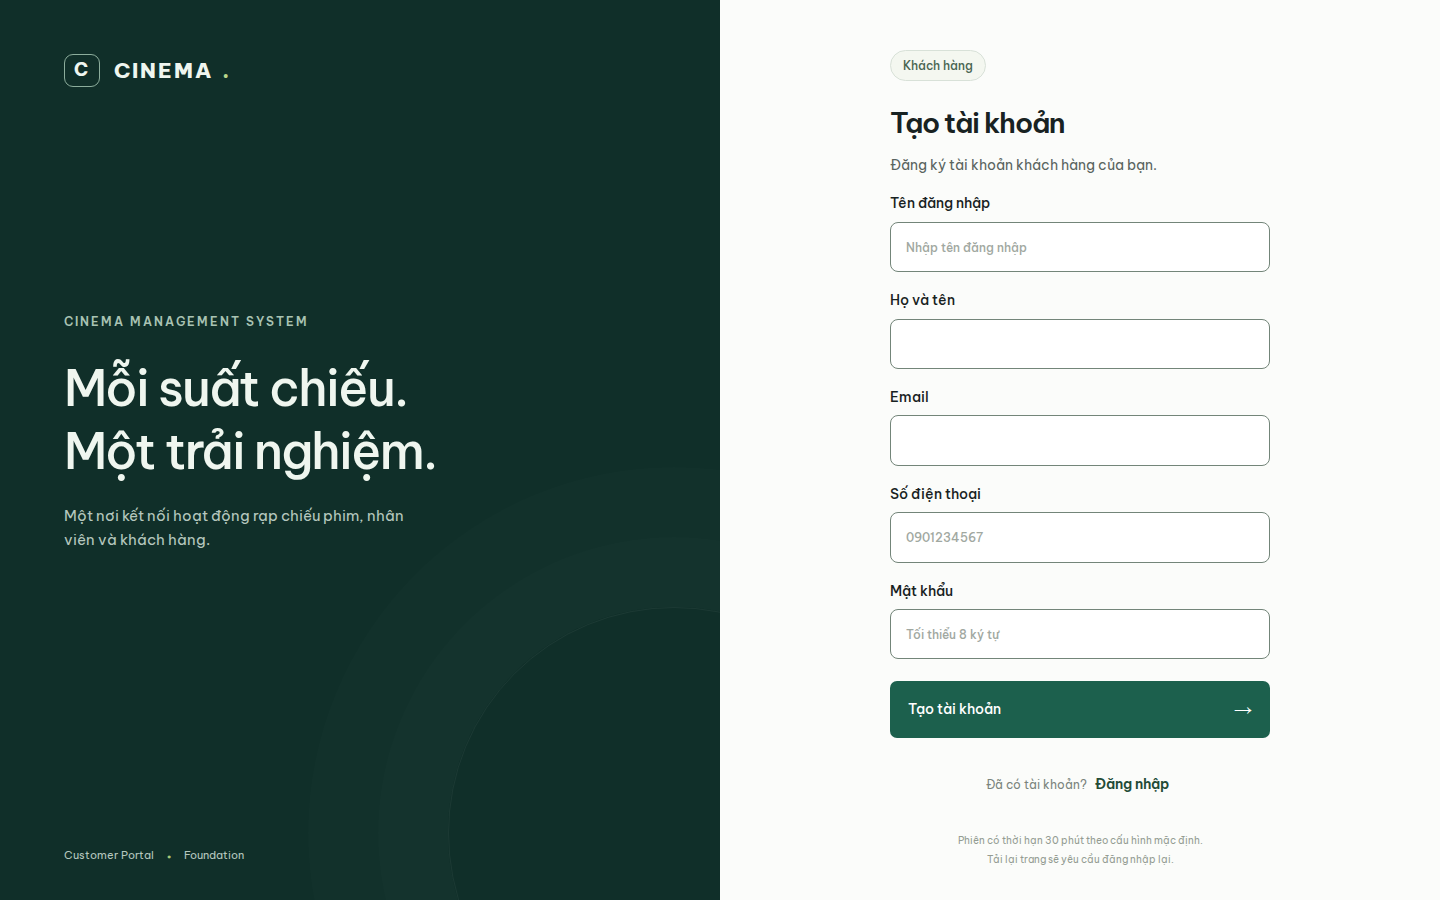 C CINEMA .
CINEMA MANAGEMENT SYSTEM
Mỗi suất chiếu.
Một trải nghiệm.
Một nơi kết nối hoạt động rạp chiếu phim, nhân
viên và khách hàng.
Customer Portal • Foundation
Khách hàng
Tạo tài khoản
Đăng ký tài khoản khách hàng của bạn.
Tên đăng nhập
Nhập tên đăng nhập
Họ và tên
Email
Số điện thoại
0901234567
Mật khẩu
Tối thiểu 8 ký tự
Tạo tài khoản →
Đã có tài khoản? Đăng nhập
Phiên có thời hạn 30 phút theo cấu hình mặc định.
Tải lại trang sẽ yêu cầu đăng nhập lại.